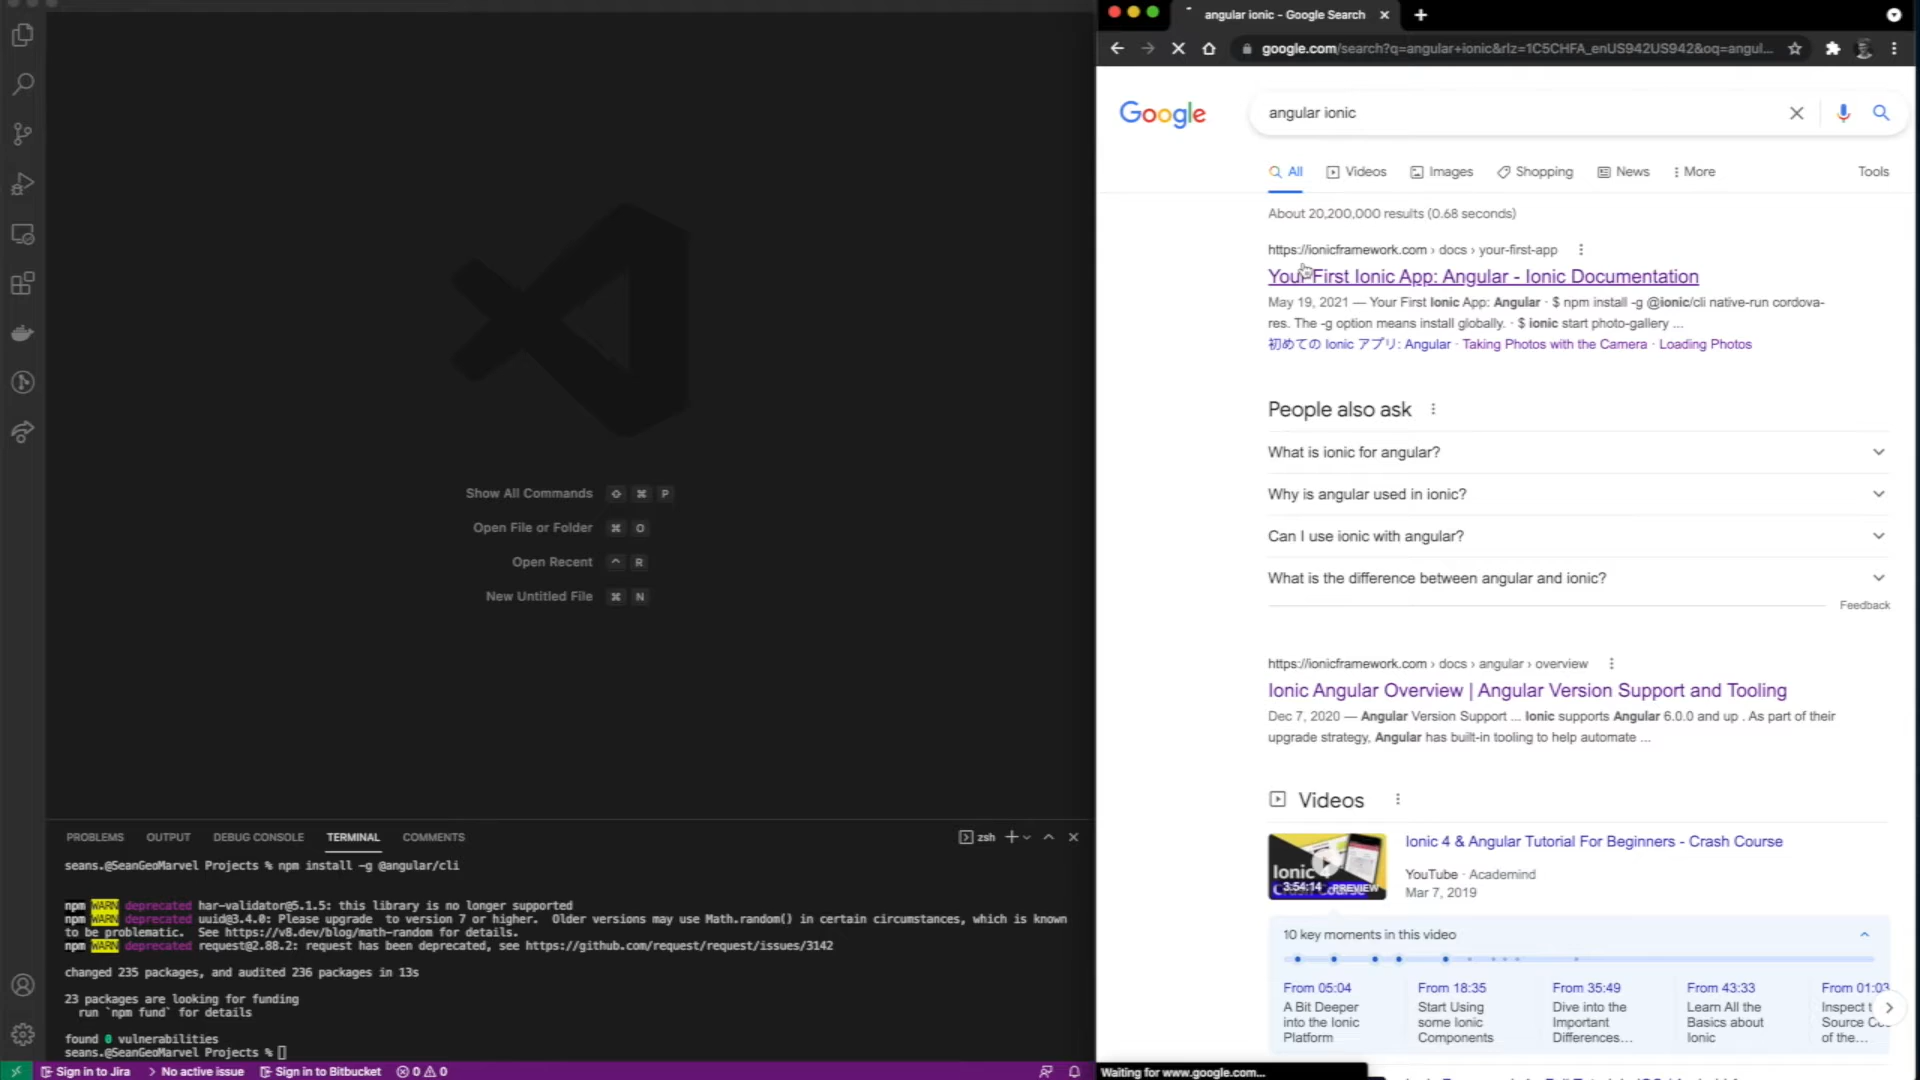 Show All Commands ⌘ P
Open File or Folder ⌘ O
Open Recent ^ R
New Untitled File ⌘ N
PROBLEMS OUTPUT DEBUG CONSOLE TERMINAL COMMENTS zsh
seans.@SeanGeoMarvel Projects % npm install -g @angular/cli
npm WARN deprecated har-validator@5.1.5: this library is no longer supported
npm WARN deprecated uuid@3.4.0: Please upgrade  to version 7 or higher.  Older versions may use Math.random() in certain circumstances, which is known
to be problematic.  See https://v8.dev/blog/math-random for details.
npm WARN deprecated request@2.88.2: request has been deprecated, see https://github.com/request/request/issues/3142
changed 235 packages, and audited 236 packages in 13s
23 packages are looking for funding
run `npm fund` for details
found 0 vulnerabilities
seans.@SeanGeoMarvel Projects %
Sign in to Jira No active issue Sign in to Bitbucket 0 0
angular ionic - Google Search
google.com/search?q=angular+ionic&rlz=1C5CHFA_enUS942US942&oq=angul...
Google
angular ionic
All Videos Images Shopping News More Tools
About 20,200,000 results (0.68 seconds)
https://ionicframework.com › docs › your-first-app
Your First Ionic App: Angular - Ionic Documentation
May 19, 2021 — Your First Ionic App: Angular · $ npm install -g @ionic/cli native-run cordova-
res. The -g option means install globally. · $ ionic start photo-gallery ...
初めての Ionic アプリ: Angular · Taking Photos with the Camera · Loading Photos
People also ask
What is ionic for angular?
Why is angular used in ionic?
Can I use ionic with angular?
What is the difference between angular and ionic?
Feedback
https://ionicframework.com › docs › angular › overview
Ionic Angular Overview | Angular Version Support and Tooling
Dec 7, 2020 — Angular Version Support ... Ionic supports Angular 6.0.0 and up . As part of their
upgrade strategy, Angular has built-in tooling to help automate ...
Videos
Ionic 4
Crash Course
3:54:14 PREVIEW
Ionic 4 & Angular Tutorial For Beginners - Crash Course
YouTube · Academind
Mar 7, 2019
10 key moments in this video
From 05:04 From 18:35 From 35:49 From 43:33 From 01:03
A Bit Deeper Start Using Dive into the Learn All the Inspect t
into the Ionic some Ionic Important Basics about Source Co
Platform Components Differences... Ionic of the...
Waiting for www.google.com...